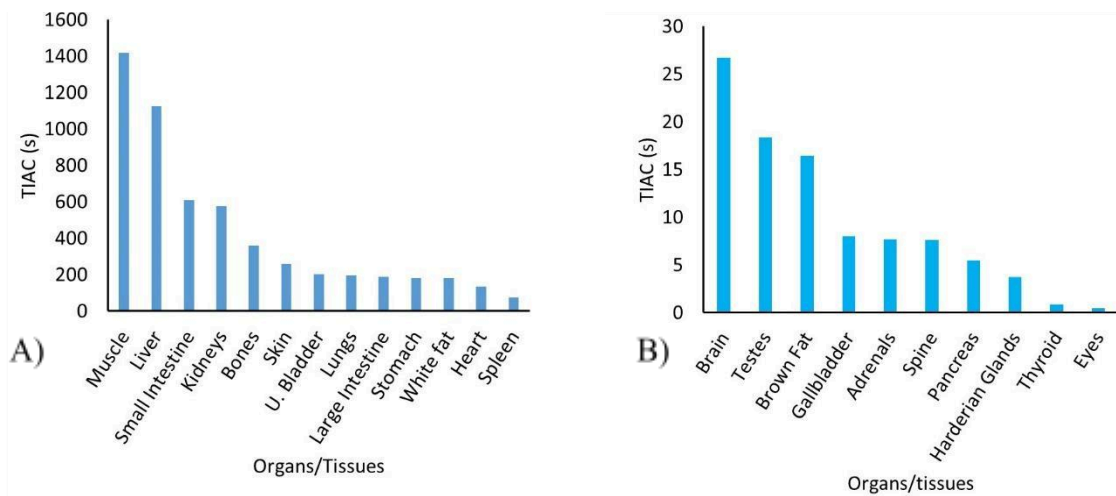 1600
1400
1200
1000
800
600
400
200
0
TIAC (s)
Muscle
Liver
Small Intestine
Kidneys
Bones
Skin
U. Bladder
Lungs
Large Intestine
Stomach
White fat
Heart
Spleen
Organs/Tissues
A)
30
25
20
15
10
5
0
TIAC (s)
Brain
Testes
Brown Fat
Gallbladder
Adrenals
Spine
Pancreas
Harderian Glands
Thyroid
Eyes
Organs/tissues
B)